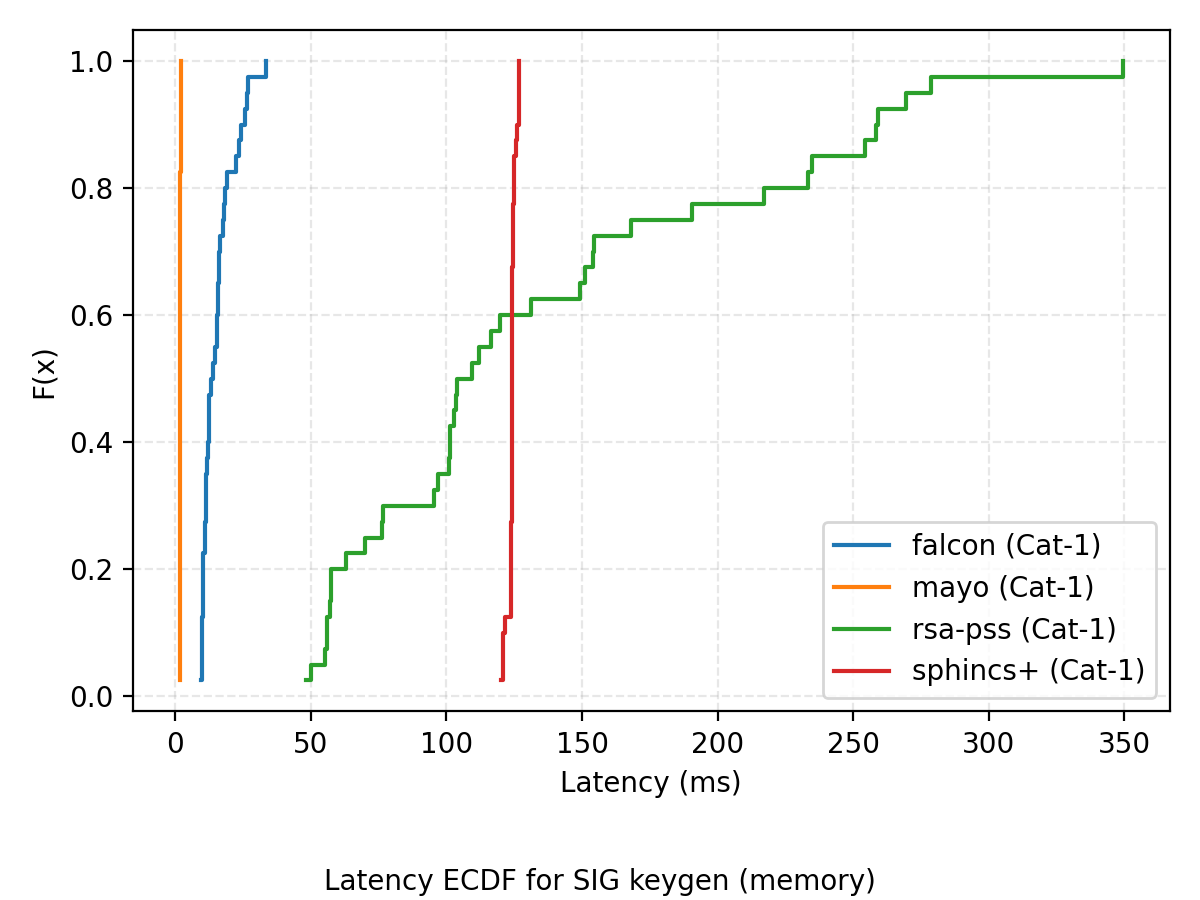 1.0
0.8
0.6
0.4
0.2
0.0
F(x)
falcon (Cat-1)
mayo (Cat-1)
rsa-pss (Cat-1)
sphincs+ (Cat-1)
0 50 100 150 200 250 300 350
Latency (ms)
Latency ECDF for SIG keygen (memory)